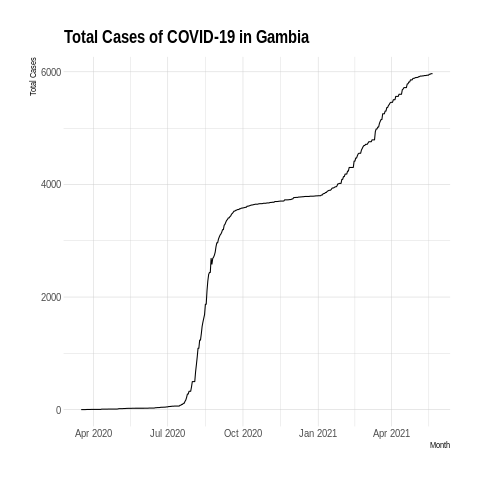 Total Cases of COVID-19 in Gambia
Total Cases
6000
4000
2000
0
Apr 2020 Jul 2020 Oct 2020 Jan 2021 Apr 2021
Month